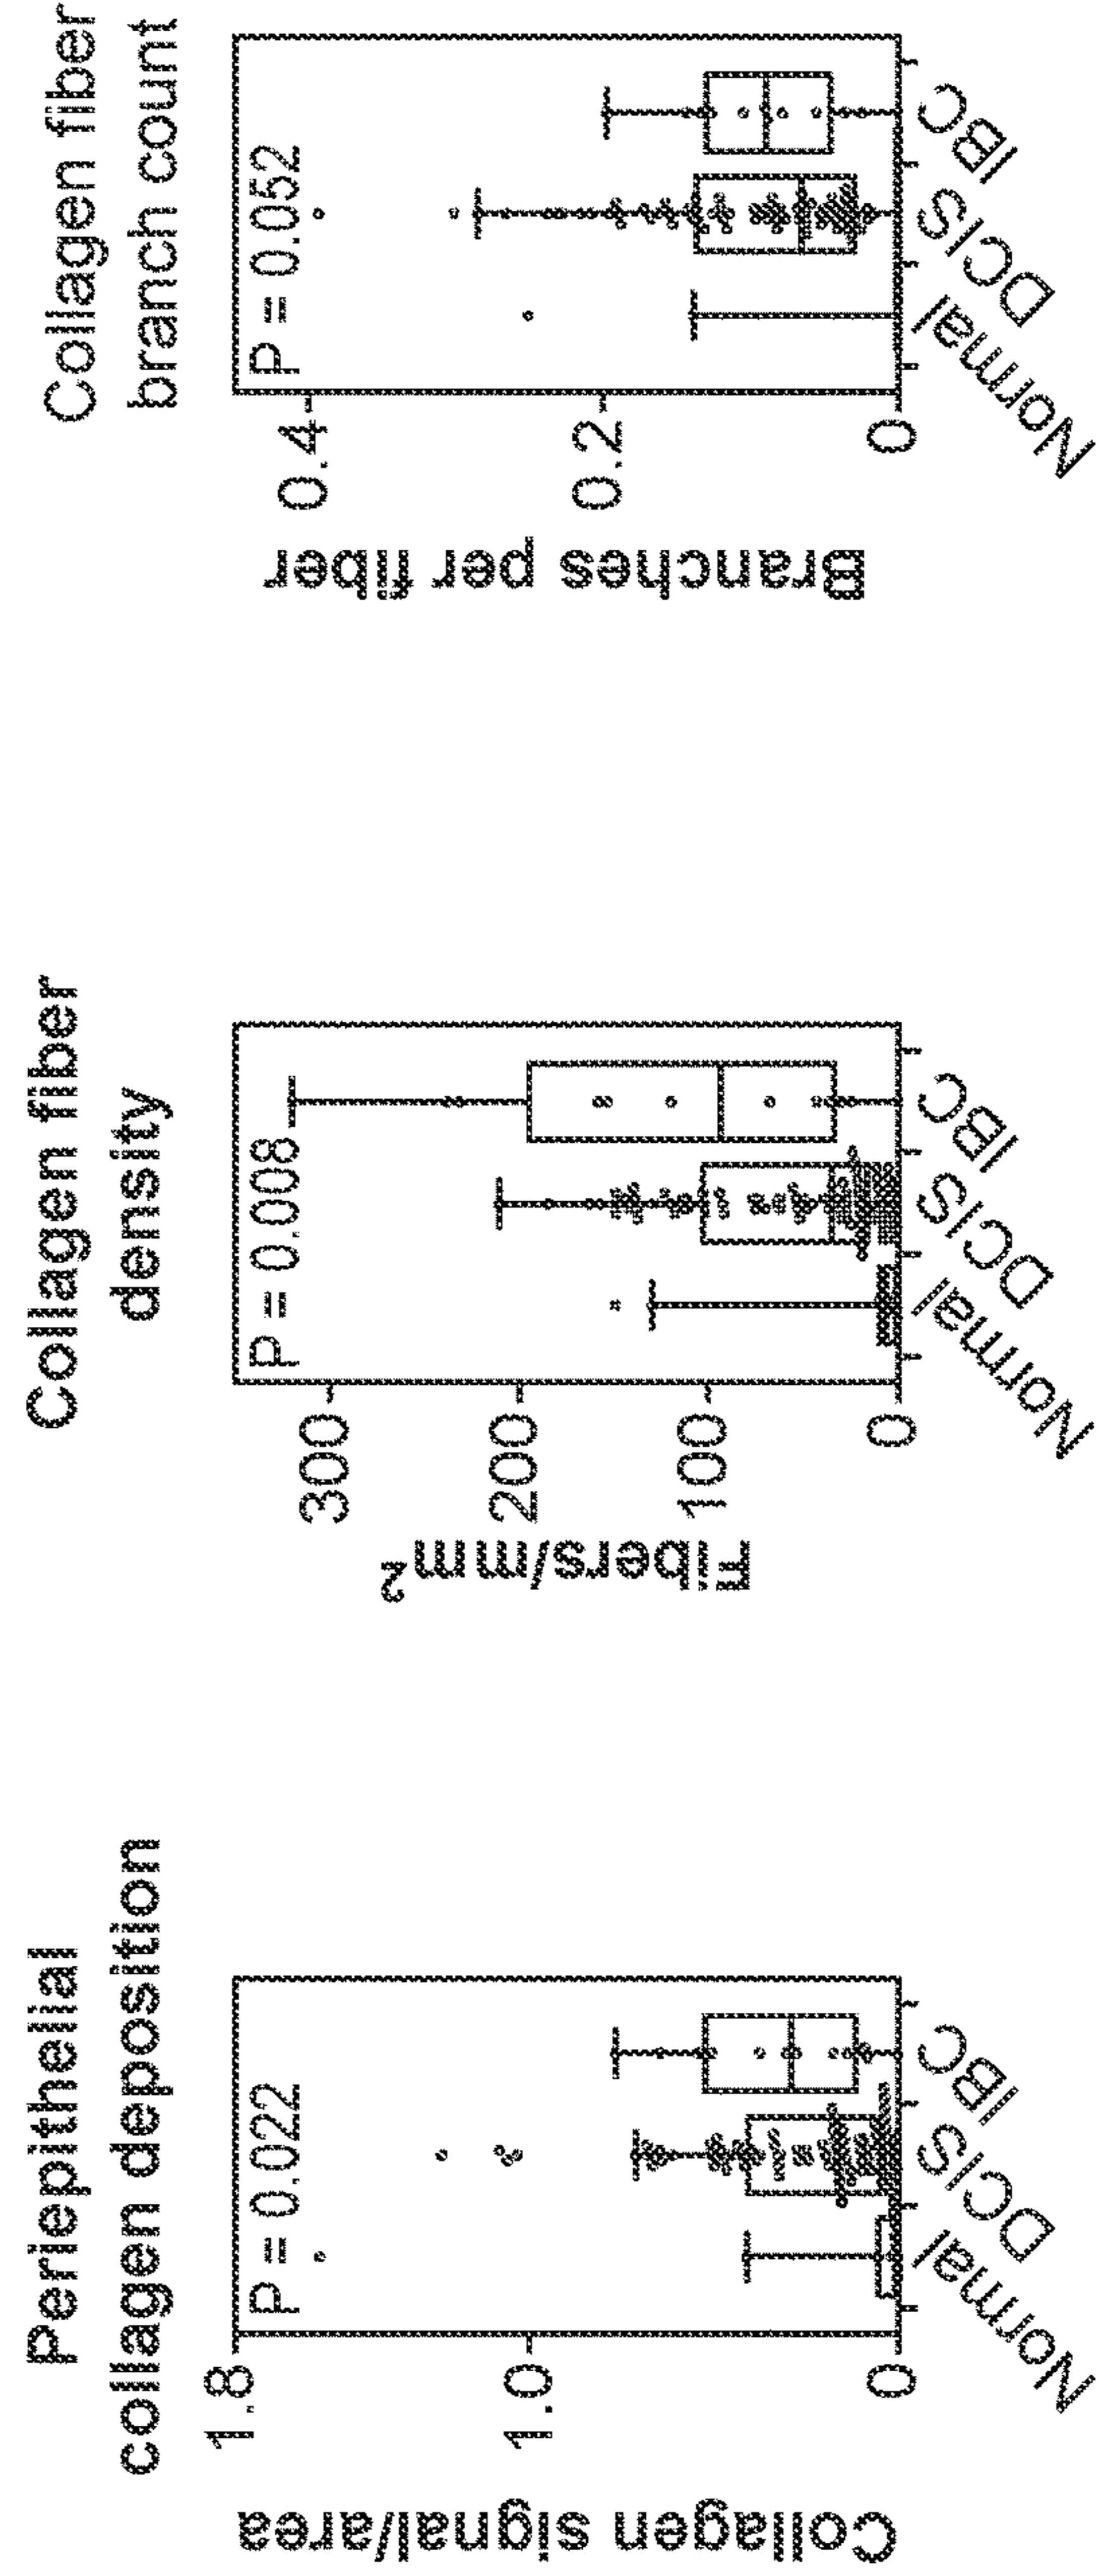 Periepithelial
collagen deposition
P = 0.022
1.8
1.0
0
Collagen signal/area
Normal
DCIS
IBC
Collagen fiber
density
P = 0.008
300
200
100
0
Fibers/mm²
Normal
DCIS
IBC
Collagen fiber
branch count
P = 0.052
0.4
0.2
0
Branches per fiber
Normal
DCIS
IBC